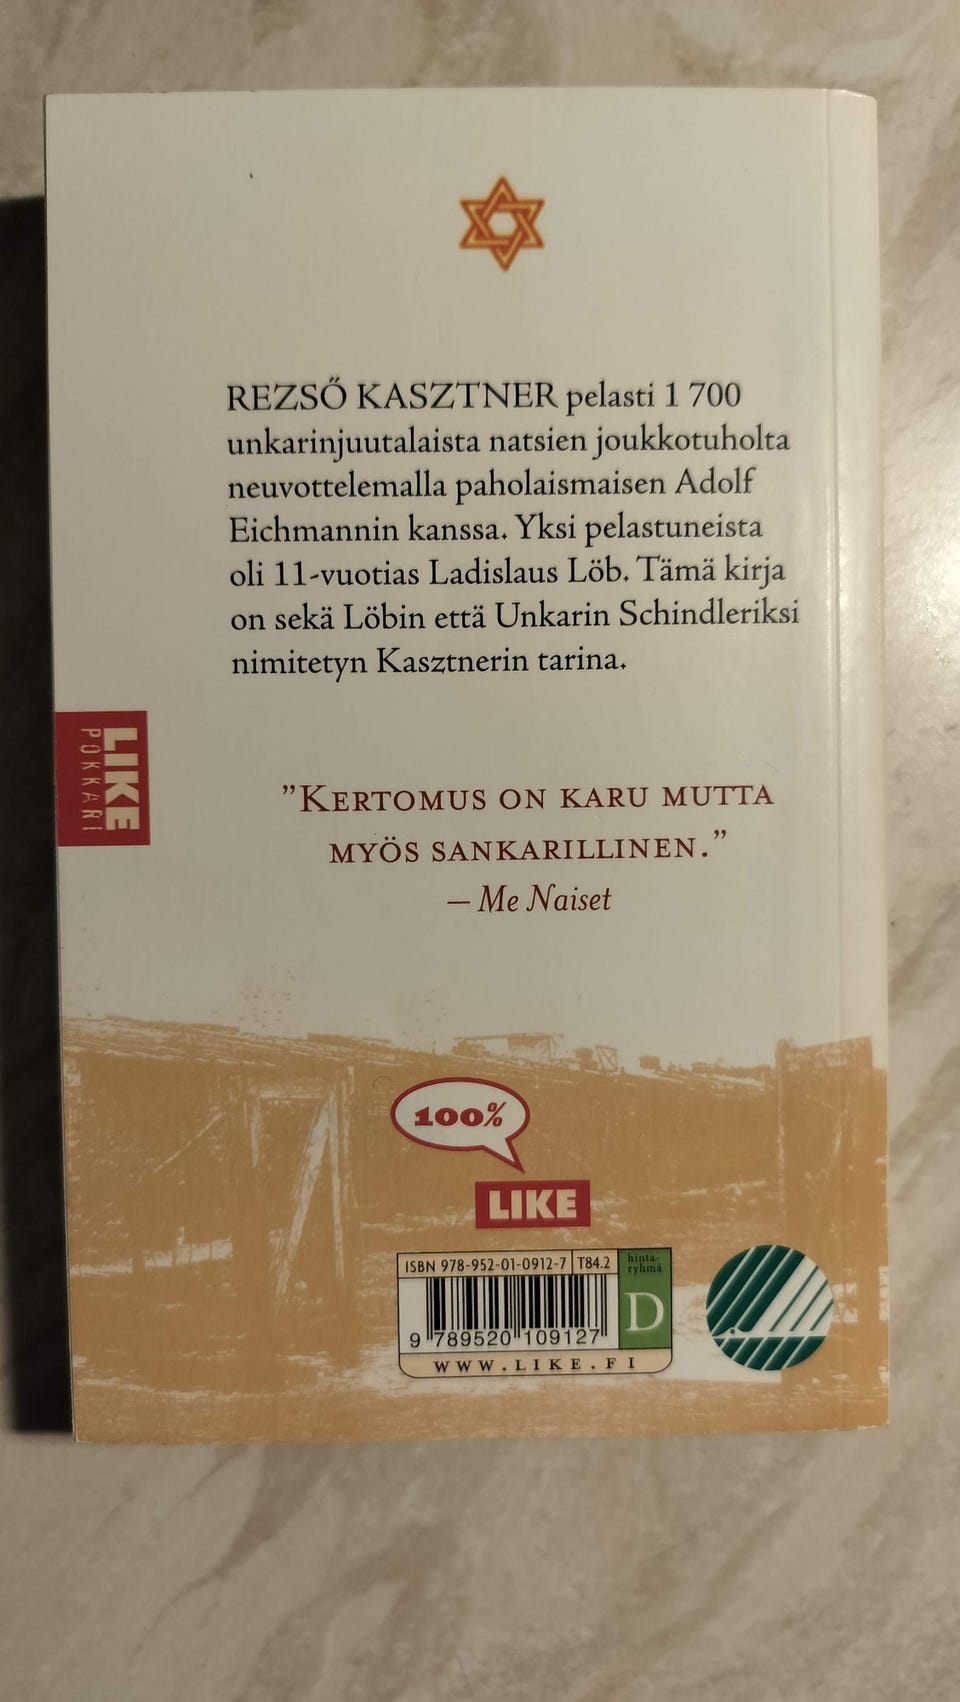 REZSŐ KASZTNER pelasti 1 700
unkarinjuutalaista natsien joukkotuholta
neuvottelemalla paholaismaisen Adolf
Eichmannin kanssa. Yksi pelastuneista
oli 11-vuotias Ladislaus Löb. Tämä kirja
on sekä Löbin että Unkarin Schindleriksi
nimitetyn Kasztnerin tarina.
LIKE
POKKARI
”KERTOMUS ON KARU MUTTA
MYÖS SANKARILLINEN.”
– Me Naiset
100%
LIKE
ISBN 978-952-01-0912-7 T84.2
hinta-
ryhmä
D
9 789520 109127
WWW.LIKE.FI